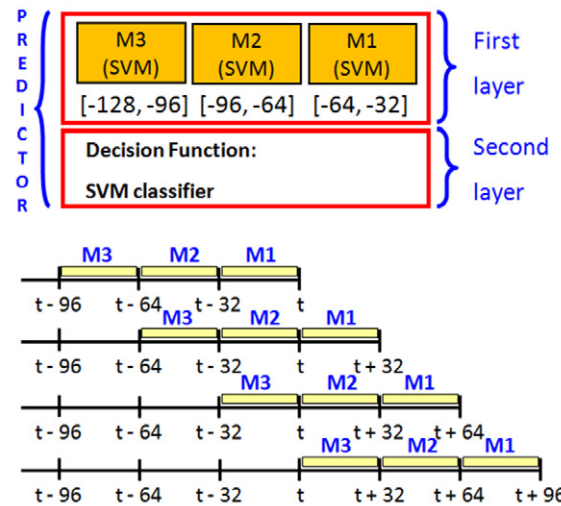 PREDICTOR
M3 M2 M1
(SVM) (SVM) (SVM)
[-128, -96] [-96, -64] [-64, -32]
First
layer
Decision Function:
SVM classifier
Second
layer
M3 M2 M1
t - 96 t - 64 t - 32 t
M3 M2 M1
t - 96 t - 64 t - 32 t t + 32
M3 M2 M1
t - 96 t - 64 t - 32 t t + 32 t + 64
M3 M2 M1
t - 96 t - 64 t - 32 t t + 32 t + 64 t + 96